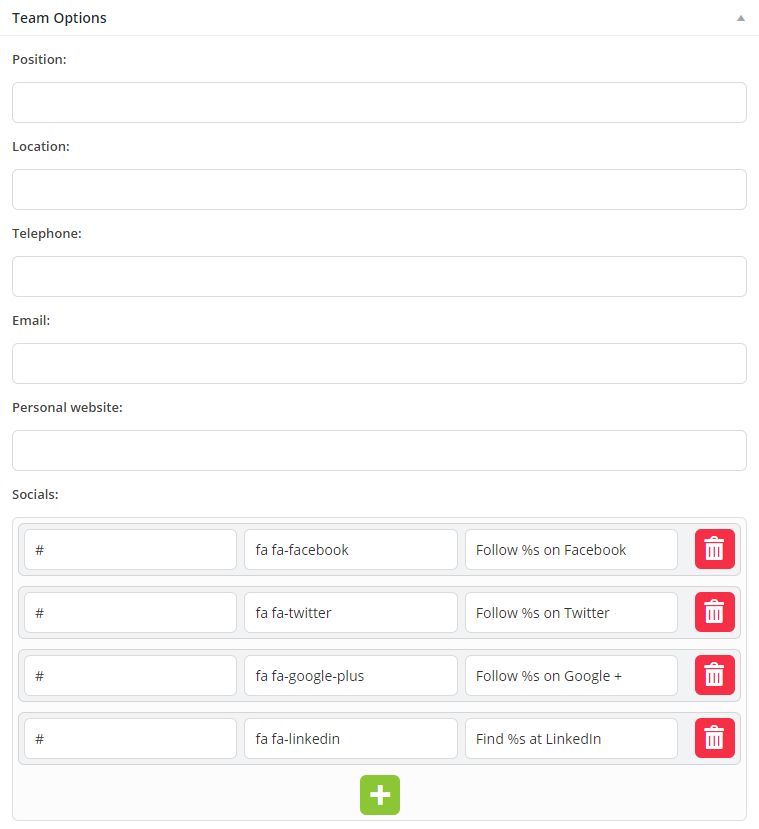 Team Options
Position:
Location:
Telephone:
Email:
Personal website:
Socials:
# fa fa-facebook Follow %s on Facebook
# fa fa-twitter Follow %s on Twitter
# fa fa-google-plus Follow %s on Google +
# fa fa-linkedin Find %s at LinkedIn